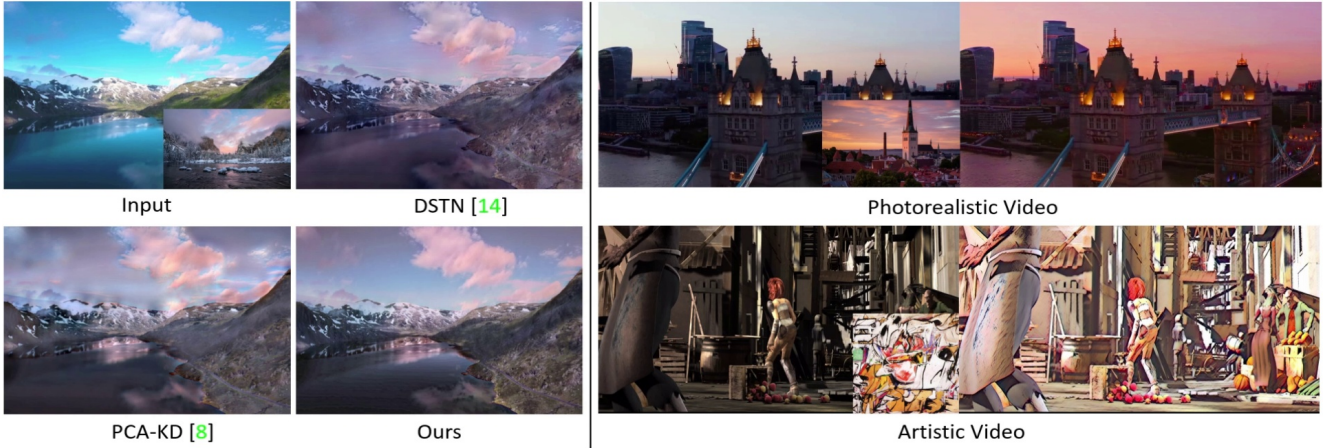 Input
DSTN [14]
PCA-KD [8]
Ours
Photorealistic Video
Artistic Video